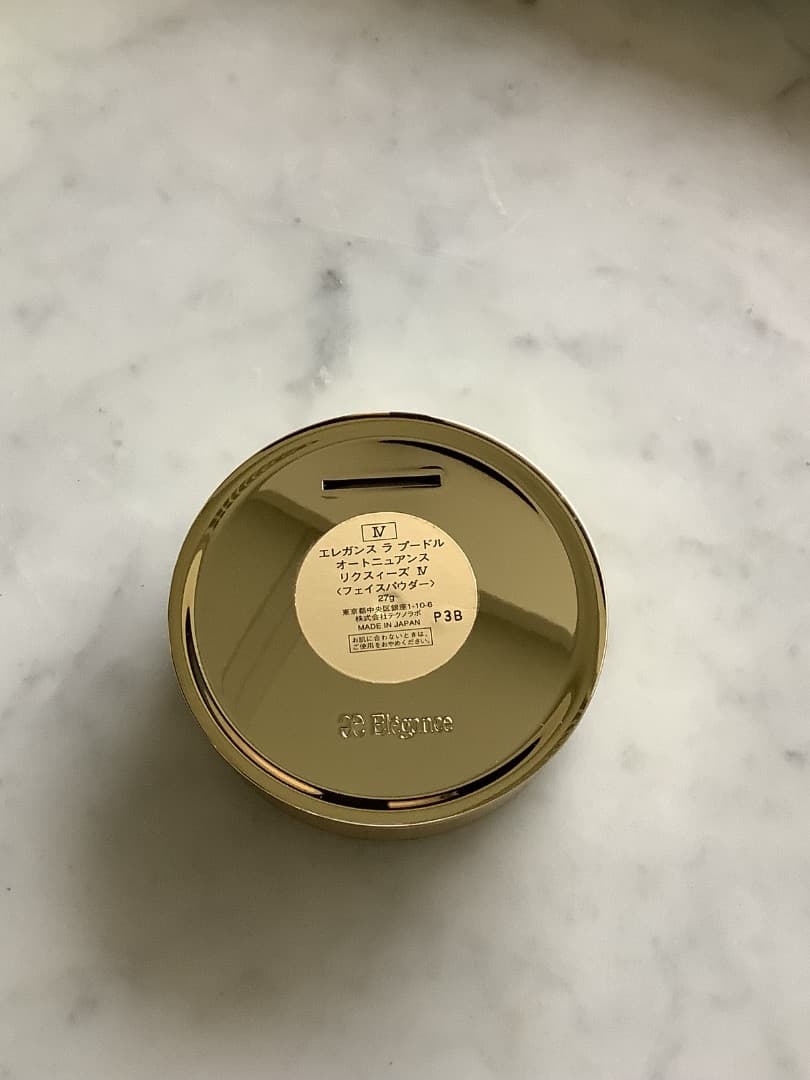 IV
エレガンス ラ プードル
オートニュアンス
リクスィーズ IV
〈フェイスパウダー〉
27g
東京都中央区銀座1-10-6
株式会社テクノラボ
MADE IN JAPAN
P3B
お肌に合わないときは、
ご使用をおやめください。
Elégance